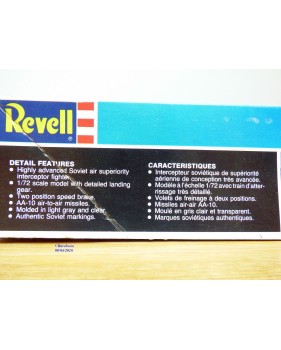 Revell
DETAIL FEATURES
• Highly advanced Soviet air superiority
interceptor fighter.
• 1/72 scale model with detailed landing
gear.
• Two position speed brave.
• AA-10 air-to-air missiles.
• Molded in light gray and clear.
• Authentic Soviet markings.
CARACTERISTIQUES
• Intercepteur soviétique de supériorité
aérienne de conception très avancée.
• Modèle à l'échelle 1/72 avec train d'atter-
rissage très détaillé.
• Volets de freinage à deux positions.
• Missiles air-air AA-10.
• Moulé en gris clair et transparent.
• Marques soviétiques authentiques.